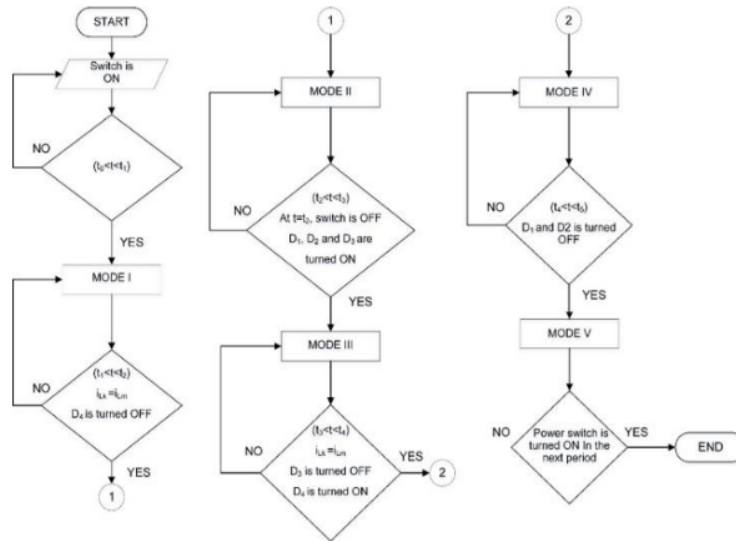 START
Switch is
ON
NO
(t₀<t<t₁)
YES
MODE I
(t₁<t<t₂)
iLk =iLm
NO
D₄ is turned OFF
YES
1
1
MODE II
(t₂<t<t₃)
NO
At t=t₂, switch is OFF
D₁, D₂ and D₃ are
turned ON
YES
MODE III
(t₃<t<t₄)
iLk =iLm
NO
YES
D₃ is turned OFF
D₄ is turned ON
2
2
MODE IV
(t₄<t<t₅)
NO
D₁ and D2 is turned
OFF
YES
MODE V
NO
Power switch is
turned ON In the
next period
YES
END